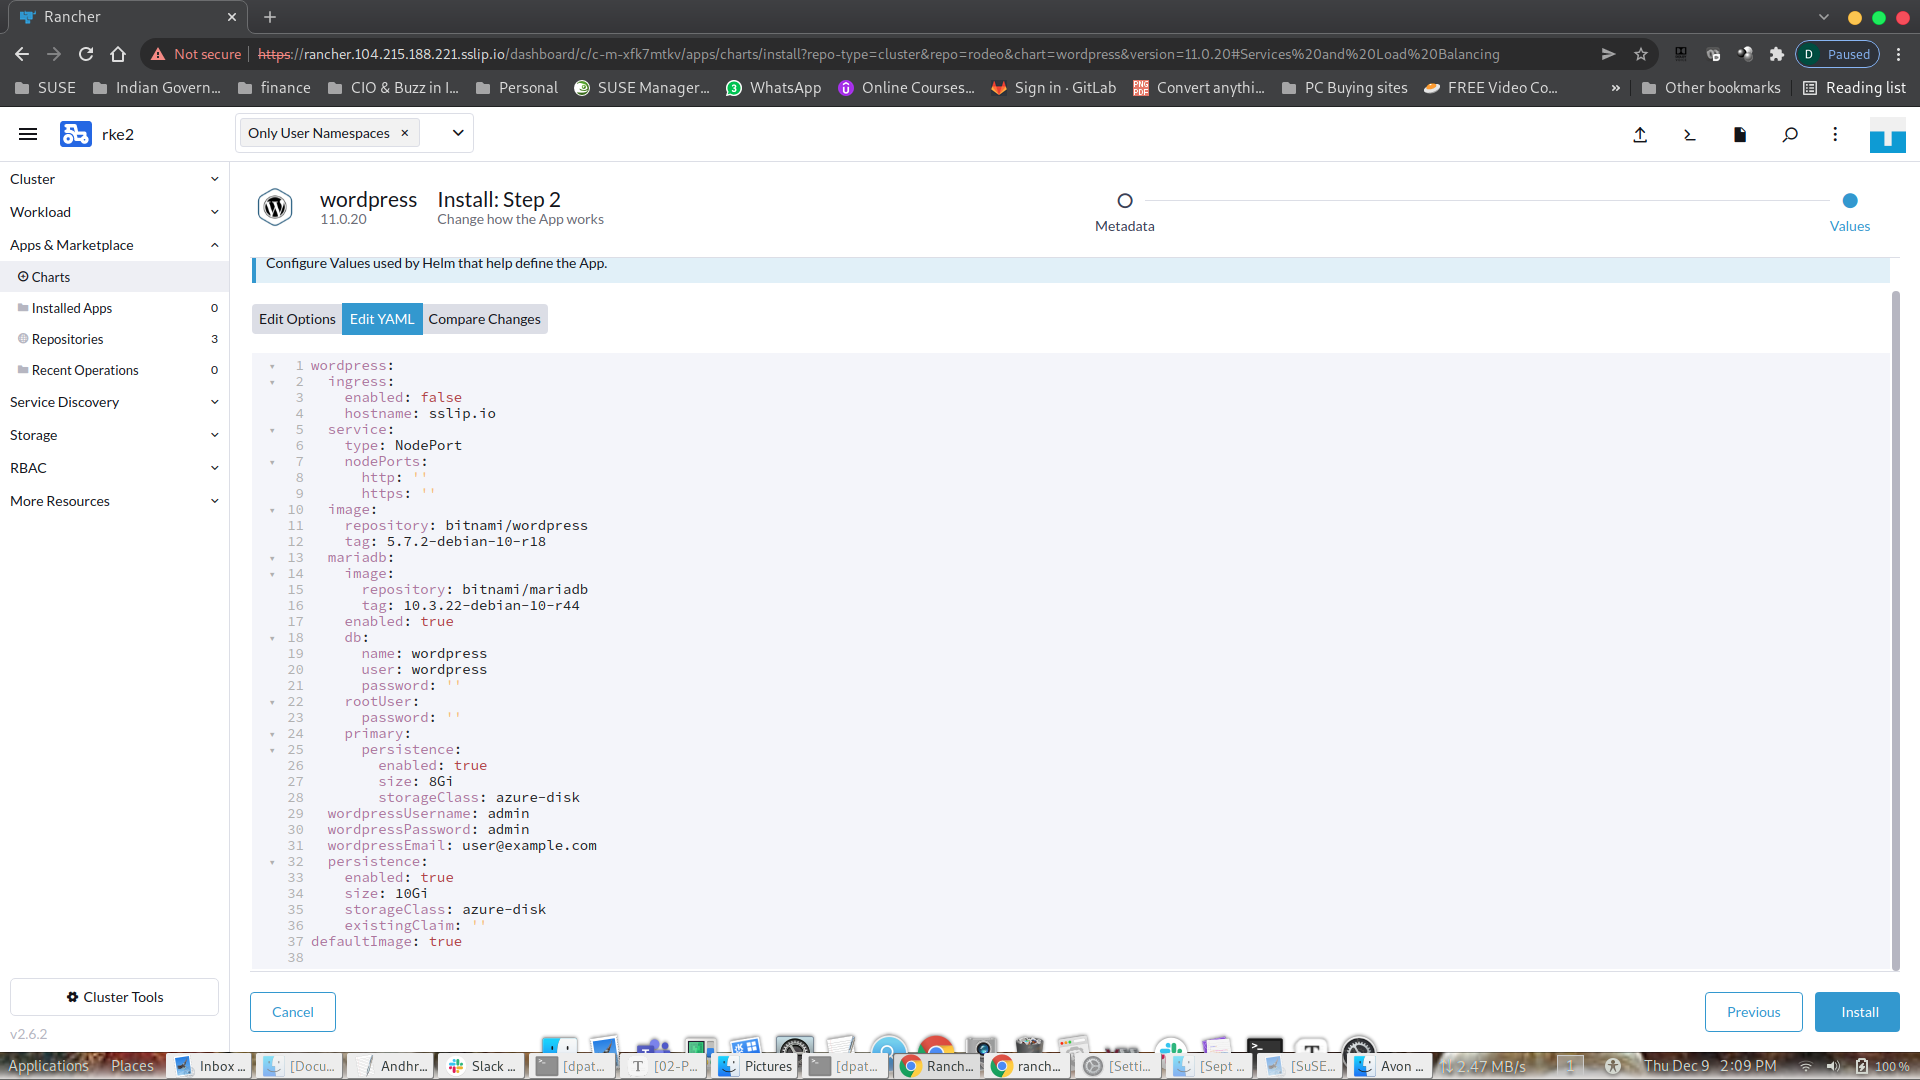 Rancher
Not secure
https://rancher.104.215.188.221.sslip.io/dashboard/c/c-m-xfk7mtkv/apps/charts/install?repo-type=cluster&repo=rodeo&chart=wordpress&version=11.0.20#Services%20and%20Load%20Balancing
D Paused
SUSE
Indian Govern...
finance
CIO & Buzz in I...
Personal
SUSE Manager...
WhatsApp
Online Courses...
Sign in · GitLab
Convert anythi...
PC Buying sites
FREE Video Co...
»
Other bookmarks
Reading list
rke2
Only User Namespaces ×
Cluster
Workload
Apps & Marketplace
Charts
Installed Apps 0
Repositories 3
Recent Operations 0
Service Discovery
Storage
RBAC
More Resources
Cluster Tools
v2.6.2
wordpress
11.0.20
Install: Step 2
Change how the App works
Metadata
Values
Configure Values used by Helm that help define the App.
Edit Options
Edit YAML
Compare Changes
1 wordpress:
2 ingress:
3 enabled: false
4 hostname: sslip.io
5 service:
6 type: NodePort
7 nodePorts:
8 http: ''
9 https: ''
10 image:
11 repository: bitnami/wordpress
12 tag: 5.7.2-debian-10-r18
13 mariadb:
14 image:
15 repository: bitnami/mariadb
16 tag: 10.3.22-debian-10-r44
17 enabled: true
18 db:
19 name: wordpress
20 user: wordpress
21 password: ''
22 rootUser:
23 password: ''
24 primary:
25 persistence:
26 enabled: true
27 size: 8Gi
28 storageClass: azure-disk
29 wordpressUsername: admin
30 wordpressPassword: admin
31 wordpressEmail: user@example.com
32 persistence:
33 enabled: true
34 size: 10Gi
35 storageClass: azure-disk
36 existingClaim: ''
37 defaultImage: true
38
Cancel
Previous
Install
Applications
Places
Inbox ...
[Docu...
Andhr...
Slack ...
[dpat...
[02-P...
Pictures
[dpat...
Ranch...
ranch...
[Setti...
[Sept ...
[SuSE...
Avon ...
2.47 MB/s
1
Thu Dec 9 2:09 PM
100 %